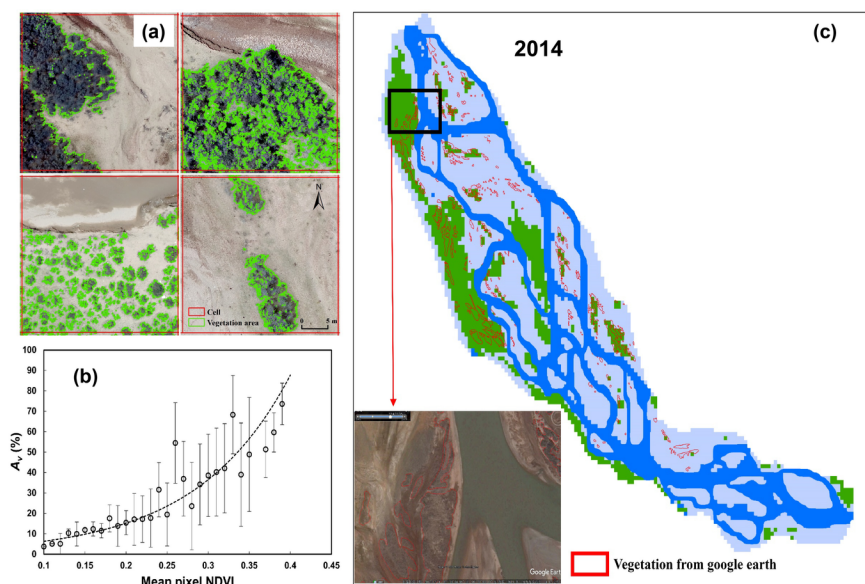 (a)
N
Cell
Vegetation area
0 5 m
(b)
100
90
80
70
60
50
40
30
20
10
0
Av (%)
0.1 0.15 0.2 0.25 0.3 0.35 0.4 0.45
Mean pixel NDVI
2014
(c)
Google Eart
Vegetation from google earth